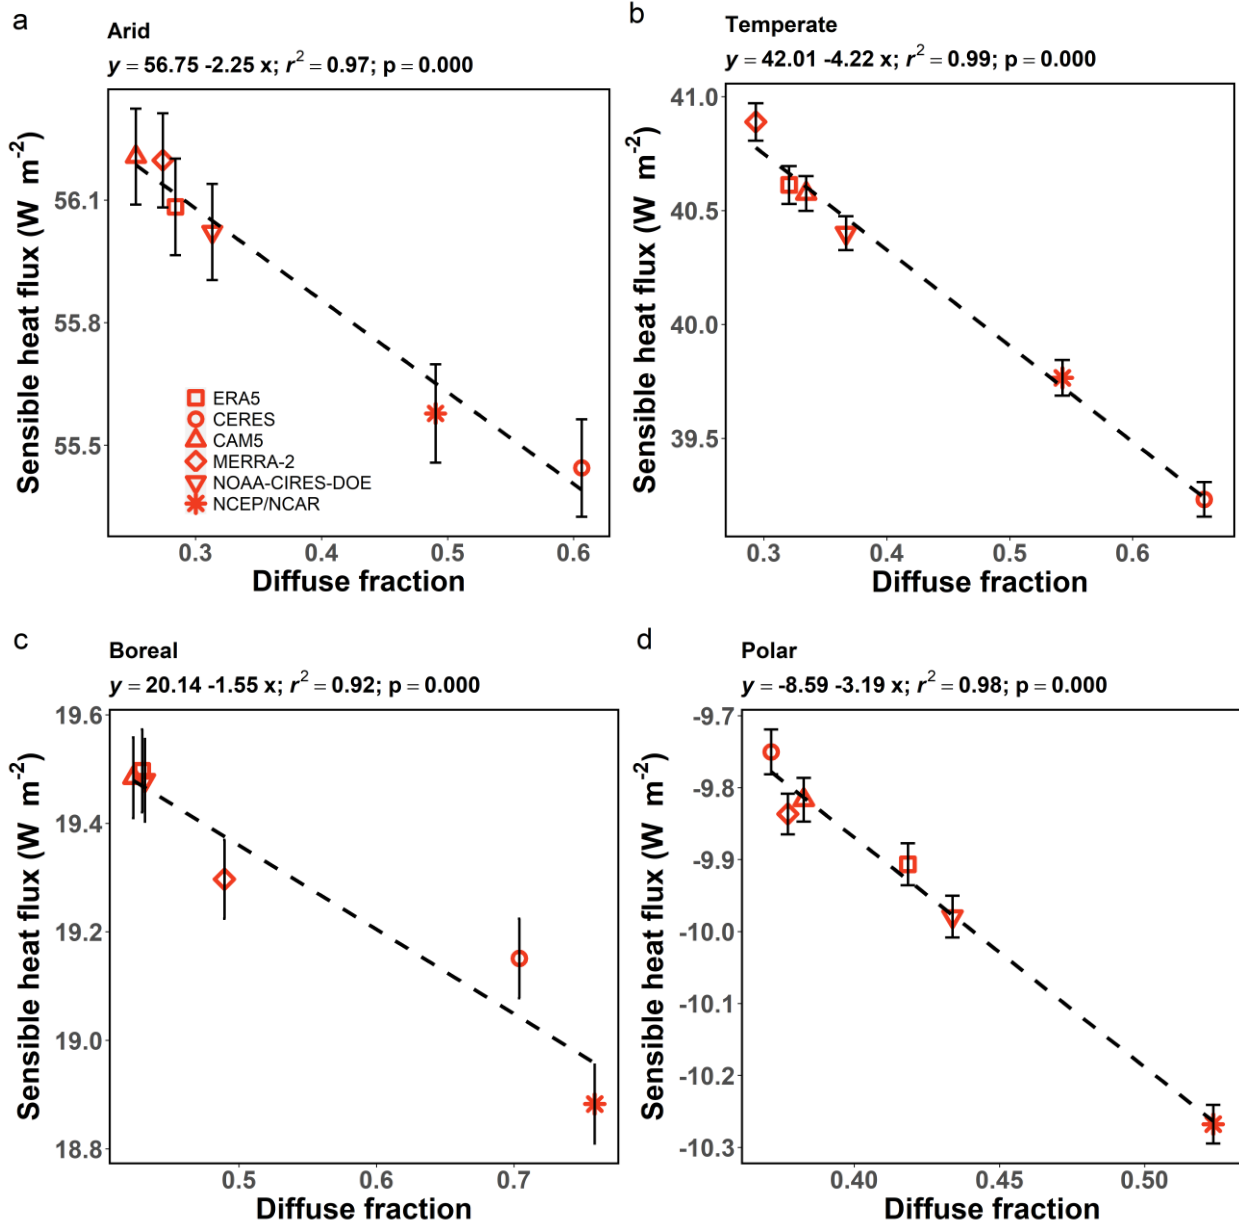 a
Arid
y = 56.75 -2.25 x; r² = 0.97; p = 0.000
Sensible heat flux (W m⁻²)
56.1
55.8
55.5
ERA5
CERES
CAM5
MERRA-2
NOAA-CIRES-DOE
NCEP/NCAR
0.3 0.4 0.5 0.6
Diffuse fraction
b
Temperate
y = 42.01 -4.22 x; r² = 0.99; p = 0.000
Sensible heat flux (W m⁻²)
41.0
40.5
40.0
39.5
0.3 0.4 0.5 0.6
Diffuse fraction
c
Boreal
y = 20.14 -1.55 x; r² = 0.92; p = 0.000
Sensible heat flux (W m⁻²)
19.6
19.4
19.2
19.0
18.8
0.5 0.6 0.7
Diffuse fraction
d
Polar
y = -8.59 -3.19 x; r² = 0.98; p = 0.000
Sensible heat flux (W m⁻²)
-9.7
-9.8
-9.9
-10.0
-10.1
-10.2
-10.3
0.40 0.45 0.50
Diffuse fraction